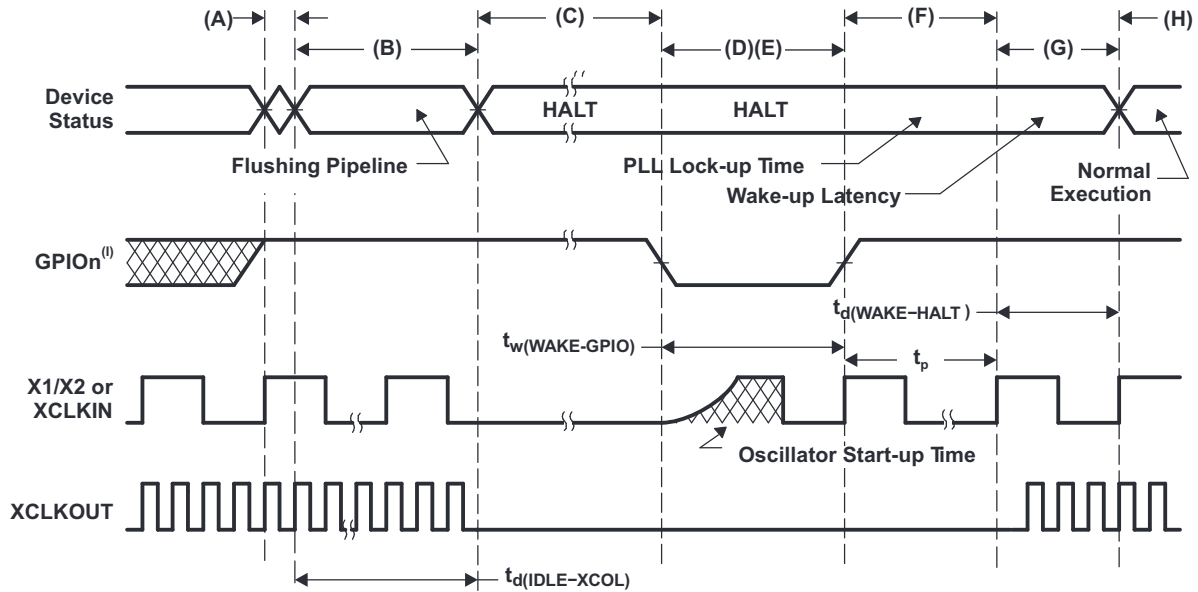 (A)
(C)
(F)
(H)
(B)
(D)(E)
(G)
Device
Status
HALT
HALT
Flushing Pipeline
PLL Lock-up Time
Wake-up Latency
Normal
Execution
GPIOn(I)
td(WAKE−HALT )
tw(WAKE-GPIO)
tp
X1/X2 or
XCLKIN
Oscillator Start-up Time
XCLKOUT
td(IDLE−XCOL)